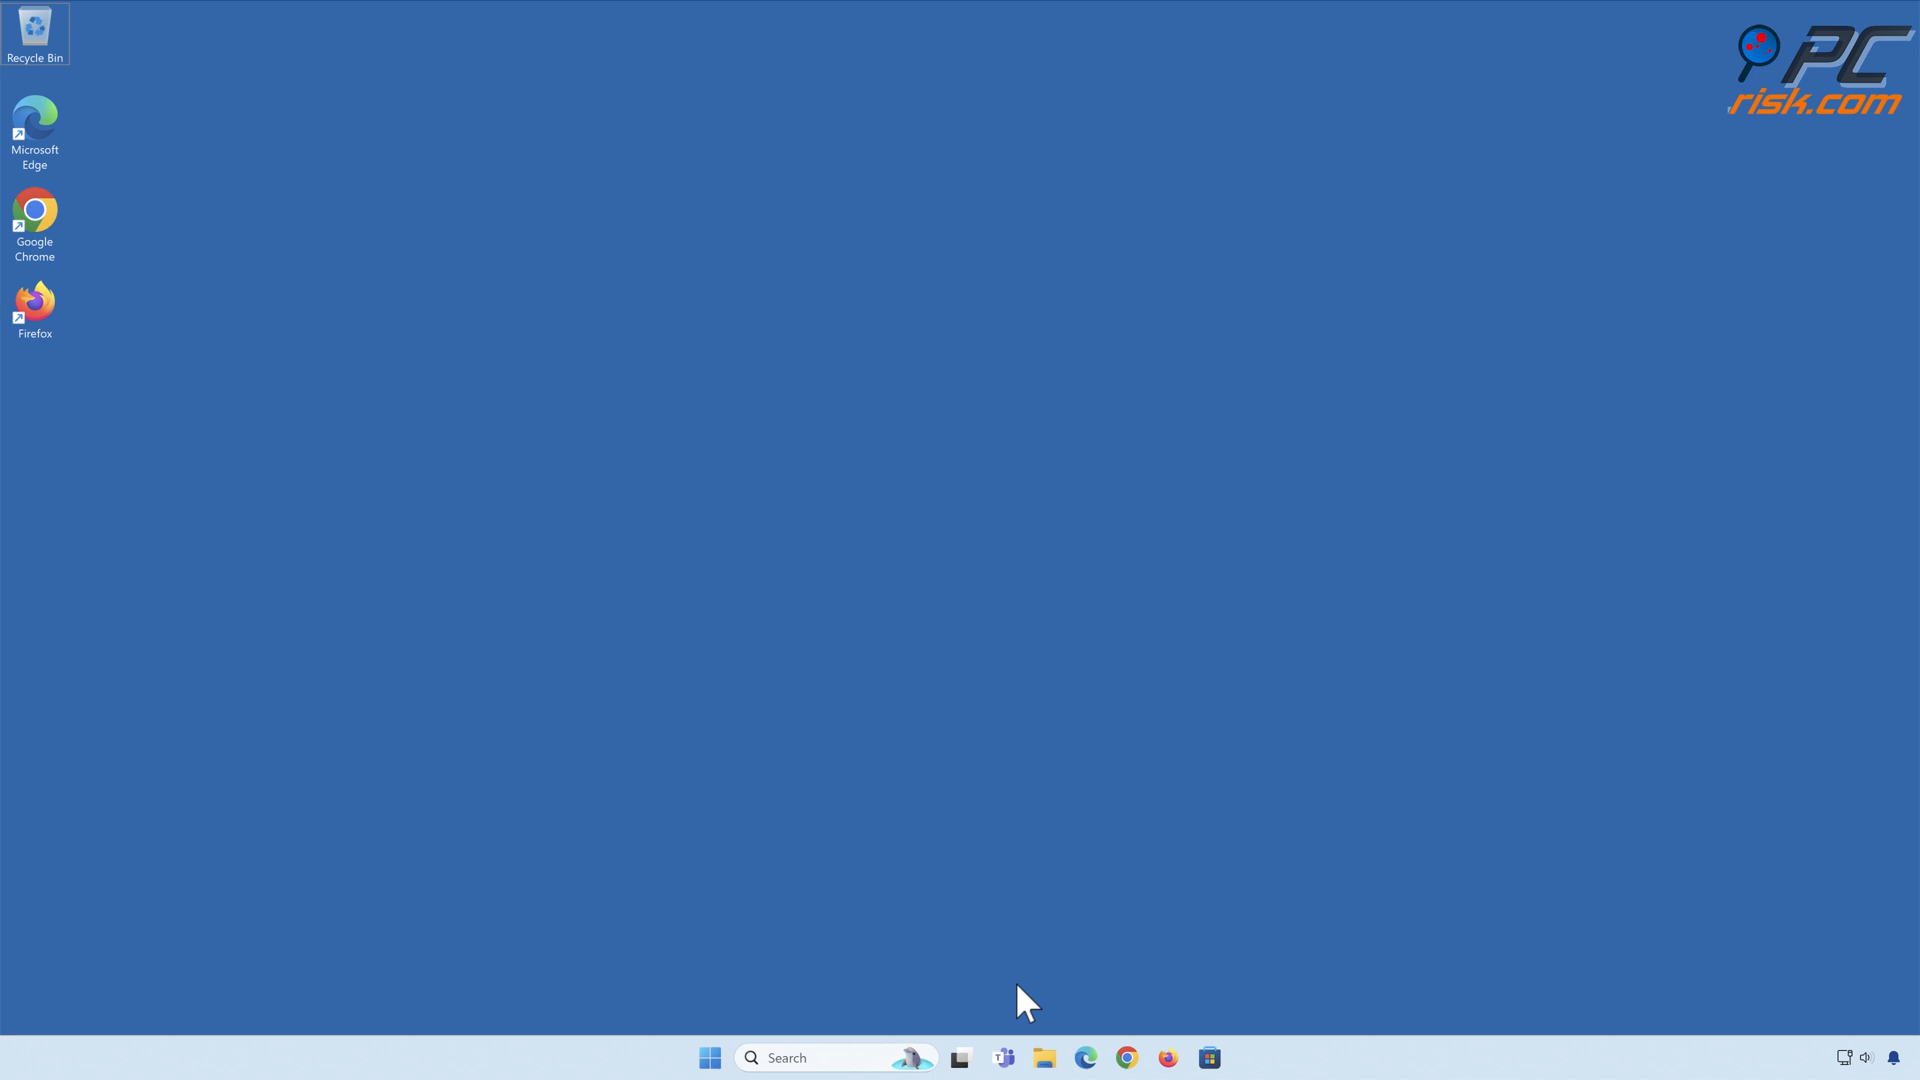 Recycle Bin
Microsoft
Edge
Google
Chrome
Firefox
PC
risk.com
Search